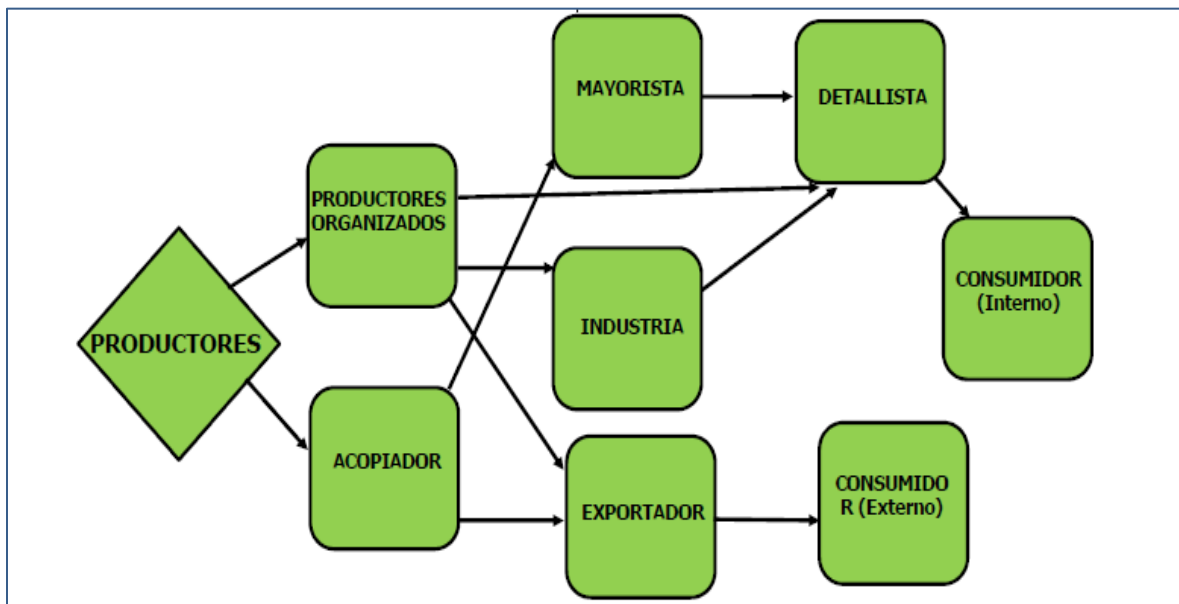 MAYORISTA
DETALLISTA
PRODUCTORES
ORGANIZADOS
CONSUMIDOR
(Interno)
INDUSTRIA
PRODUCTORES
ACOPIADOR
EXPORTADOR
CONSUMIDO
R (Externo)